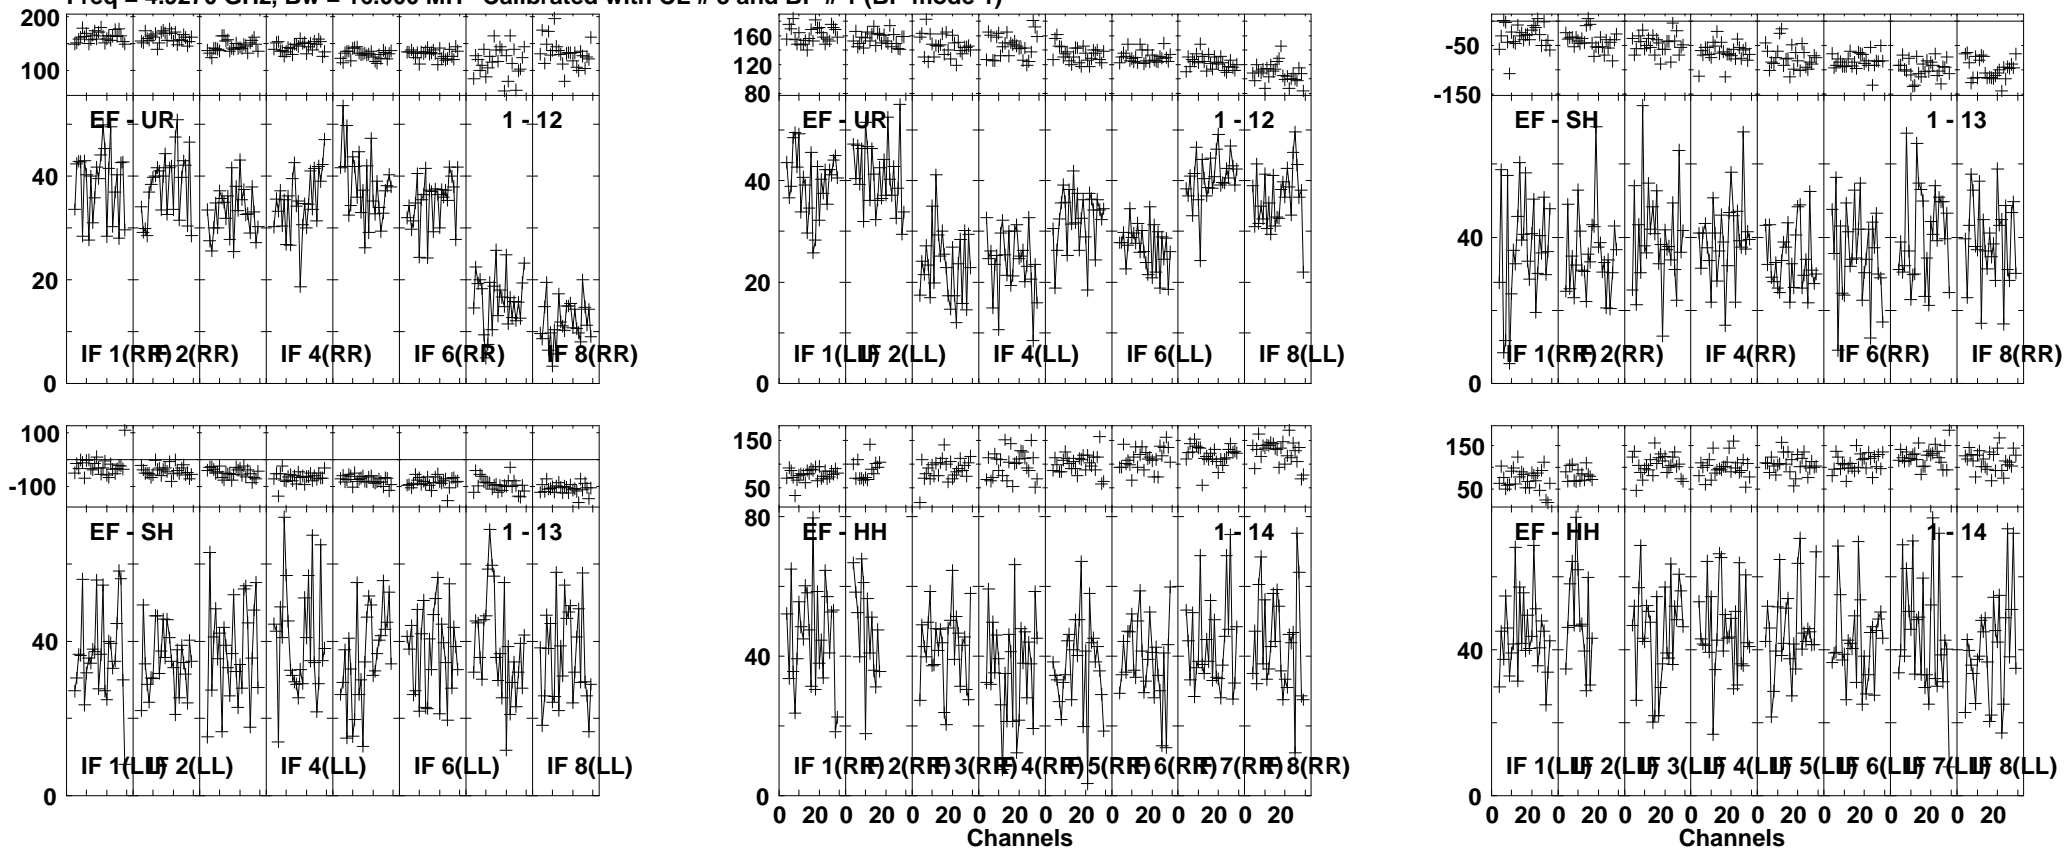 Freq = 4.9270 GHz, Bw = 16.000 MH Calibrated with CL # 8 and BP # 1 (BP mode 1)
200
100
EF - UR
1 - 12
40
20
0
IF 1(RR)
IF 2(RR)
IF 4(RR)
IF 6(RR)
IF 8(RR)
160
120
80
EF - UR
1 - 12
40
20
0
IF 1(LL)
IF 2(LL)
IF 4(LL)
IF 6(LL)
IF 8(LL)
-50
-150
EF - SH
1 - 13
40
0
IF 1(RR)
IF 2(RR)
IF 4(RR)
IF 6(RR)
IF 8(RR)
100
-100
EF - SH
1 - 13
40
0
IF 1(LL)
IF 2(LL)
IF 4(LL)
IF 6(LL)
IF 8(LL)
150
50
EF - HH
1 - 14
80
40
0
IF 1(RR)
IF 2(RR)
IF 3(RR)
IF 4(RR)
IF 5(RR)
IF 6(RR)
IF 7(RR)
IF 8(RR)
0 20 0 20 0 20 0 20 0 20 0 20 0 20 0 20
Channels
150
50
EF - HH
1 - 14
40
0
IF 1(LL)
IF 2(LL)
IF 3(LL)
IF 4(LL)
IF 5(LL)
IF 6(LL)
IF 7(LL)
IF 8(LL)
0 20 0 20 0 20 0 20 0 20 0 20 0 20 0 20
Channels